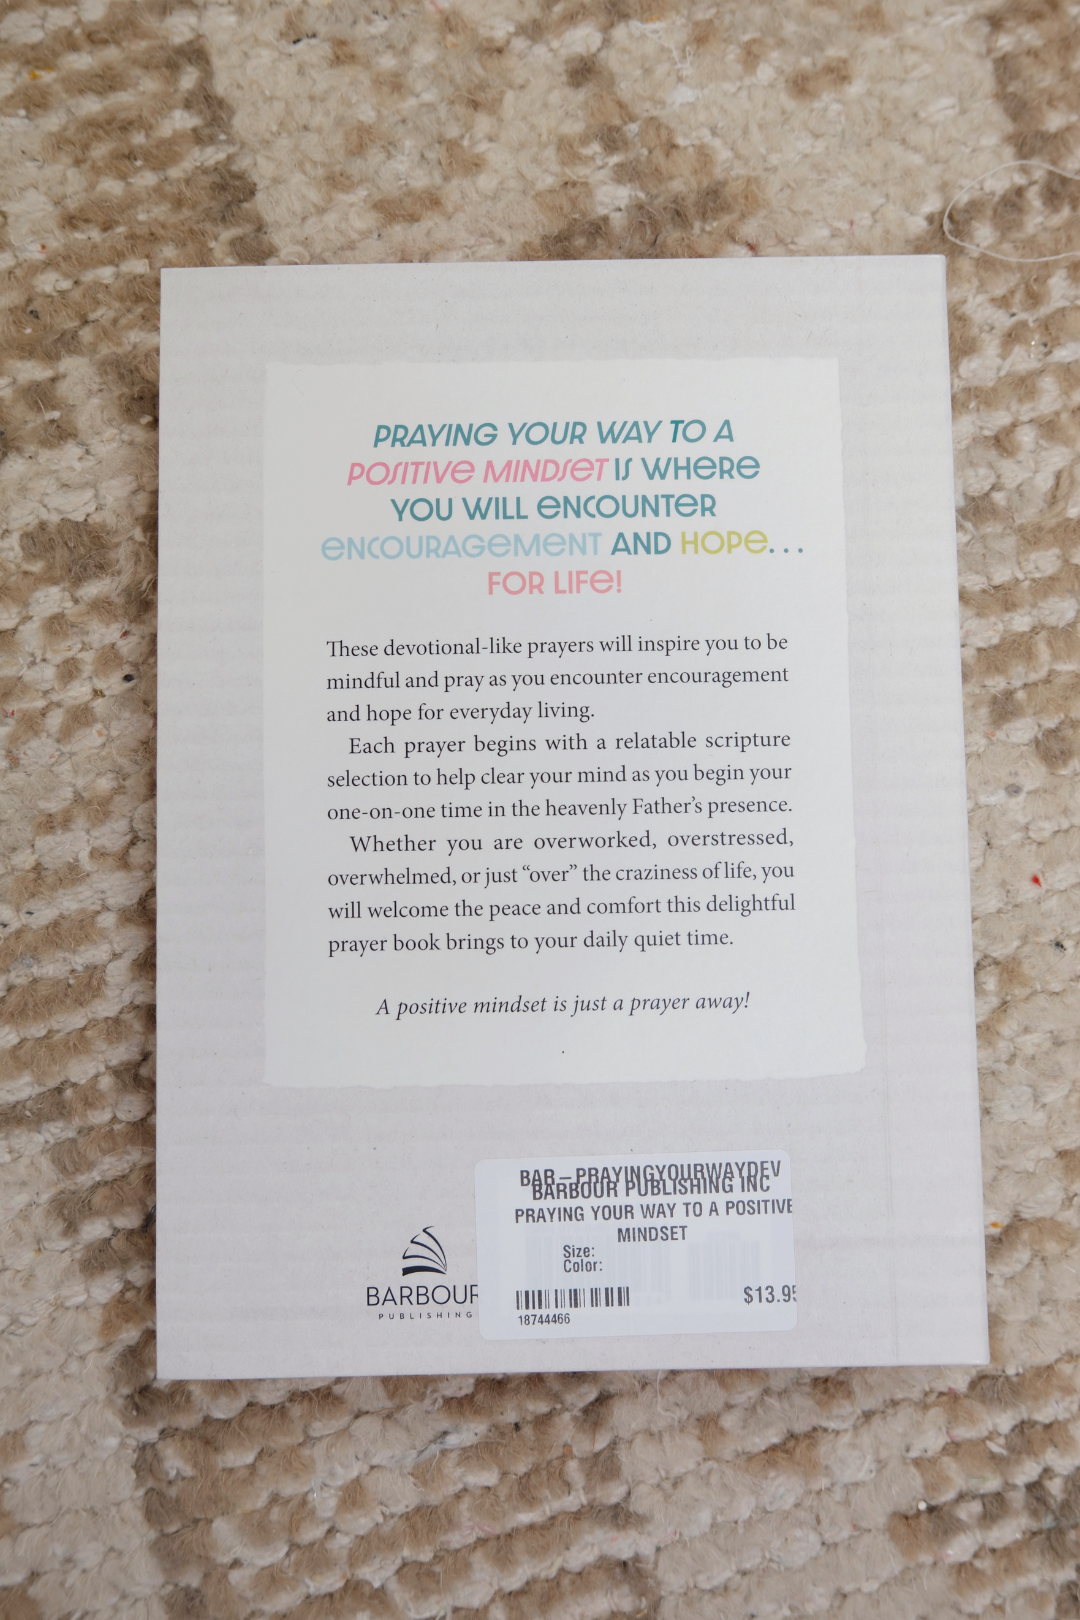 PRAYING YOUR WAY TO A
POSITIVE MINDSET IS WHERE
YOU WILL ENCOUNTER
ENCOURAGEMENT AND HOPE...
FOR LIFE!
These devotional-like prayers will inspire you to be
mindful and pray as you encounter encouragement
and hope for everyday living.
Each prayer begins with a relatable scripture
selection to help clear your mind as you begin your
one-on-one time in the heavenly Father's presence.
Whether you are overworked, overstressed,
overwhelmed, or just “over” the craziness of life, you
will welcome the peace and comfort this delightful
prayer book brings to your daily quiet time.
A positive mindset is just a prayer away!
BAR-PRAYINGYOURWAYDEV
BARBOUR PUBLISHING INC
PRAYING YOUR WAY TO A POSITIVE
MINDSET
Size:
Color:
$13.95
18744466
BARBOUR
PUBLISHING